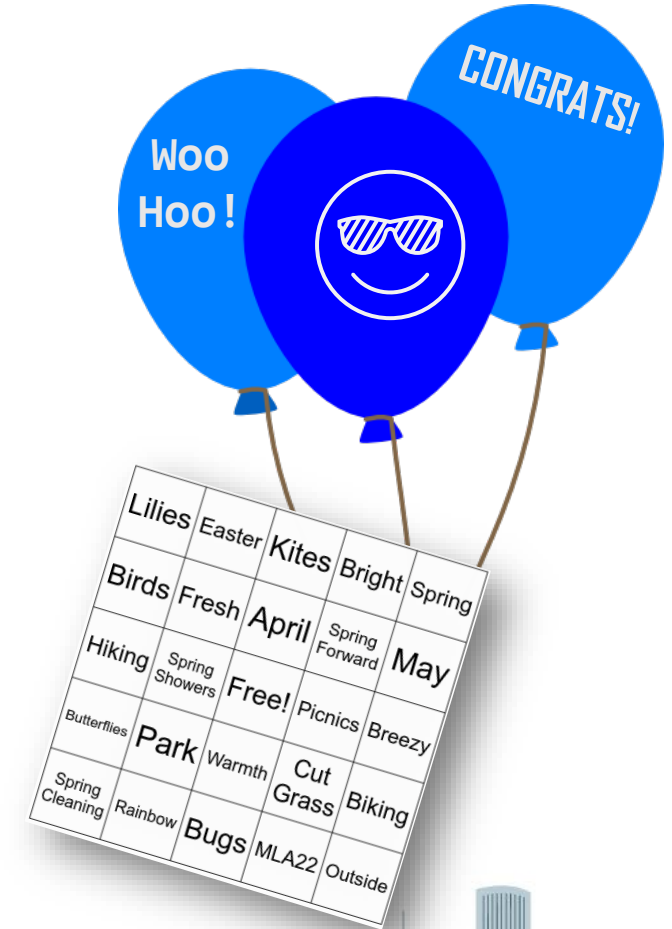 CONGRATS!
Woo
Hoo!
Lilies Easter Kites Bright Spring
Birds Fresh April Spring Forward May
Hiking Spring Showers Free! Picnics Breezy
Butterflies Park Warmth Cut Grass Biking
Spring Cleaning Rainbow Bugs MLA22 Outside